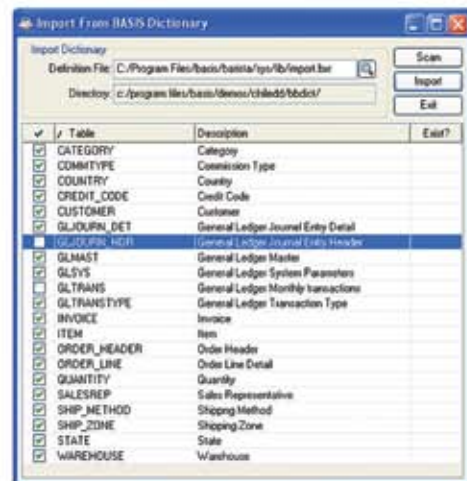 Import From BASIS Dictionary
Import Dictionary
Definition File: C:/Program Files/basis/barista/sys/lib/import.bar
Scan
Directory: c:/program files/basis/demos/chiledd/bbdict/
Import
Exit
Table Description Exist?
CATEGORY Category
COMMTYPE Commission Type
COUNTRY Country
CREDIT_CODE Credit Code
CUSTOMER Customer
GLJOURN_DET General Ledger Journal Entry Detail
GLJOURN_HDR General Ledger Journal Entry Header
GLMAST General Ledger Master
GLSYS General Ledger System Parameters
GLTRANS General Ledger Monthly transactions
GLTRANSTYPE General Ledger Transaction Type
INVOICE Invoice
ITEM Item
ORDER_HEADER Order Header
ORDER_LINE Order Line Detail
QUANTITY Quantity
SALESREP Sales Representative
SHIP_METHOD Shipping Method
SHIP_ZONE Shipping Zone
STATE State
WAREHOUSE Warehouse